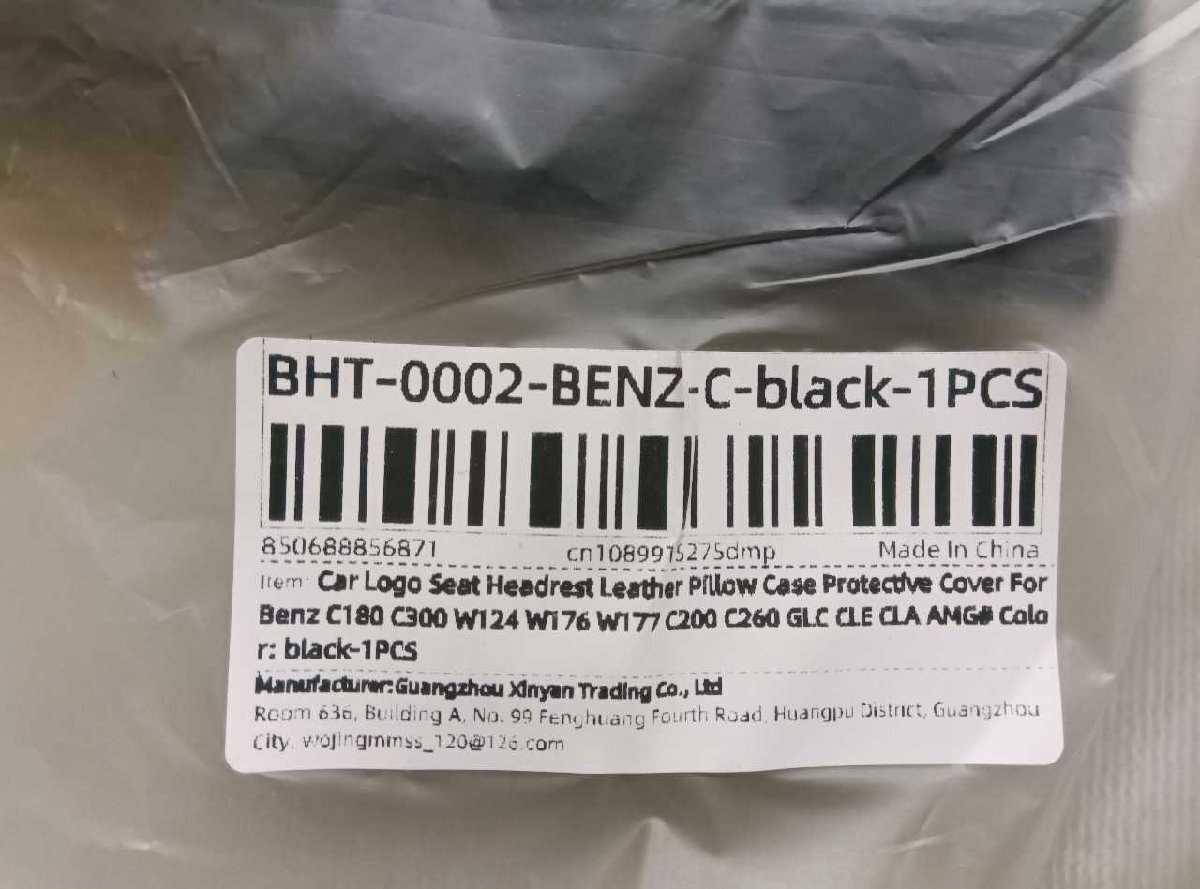 BHT-0002-BENZ-C-black-1PCS
850688856871 cn1089915275dmp Made In China
Item: Car Logo Seat Headrest Leather Pillow Case Protective Cover For
Benz C180 C300 W124 W176 W177 C200 C260 GLC CLE CLA AMG# Colo
r: black-1PCS
Manufacturer:Guangzhou Xinyan Trading Co., Ltd
Room 636, Building A, No. 99 Fenghuang Fourth Road, Huangpu District, Guangzhou
City. wojingmmss_120@126.com